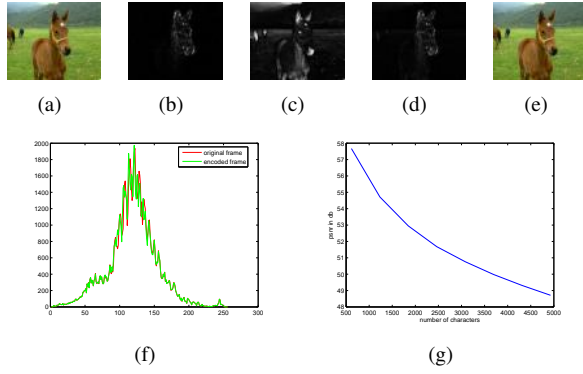 (a) (b) (c) (d) (e)
2000
1800
1600
1400
1200
1000
800
600
400
200
0
0 50 100 150 200 250 300
original frame
encoded frame
(f)
psnr in db
58
57
56
55
54
53
52
51
50
49
48
500 1000 1500 2000 2500 3000 3500 4000 4500 5000
number of characters
(g)